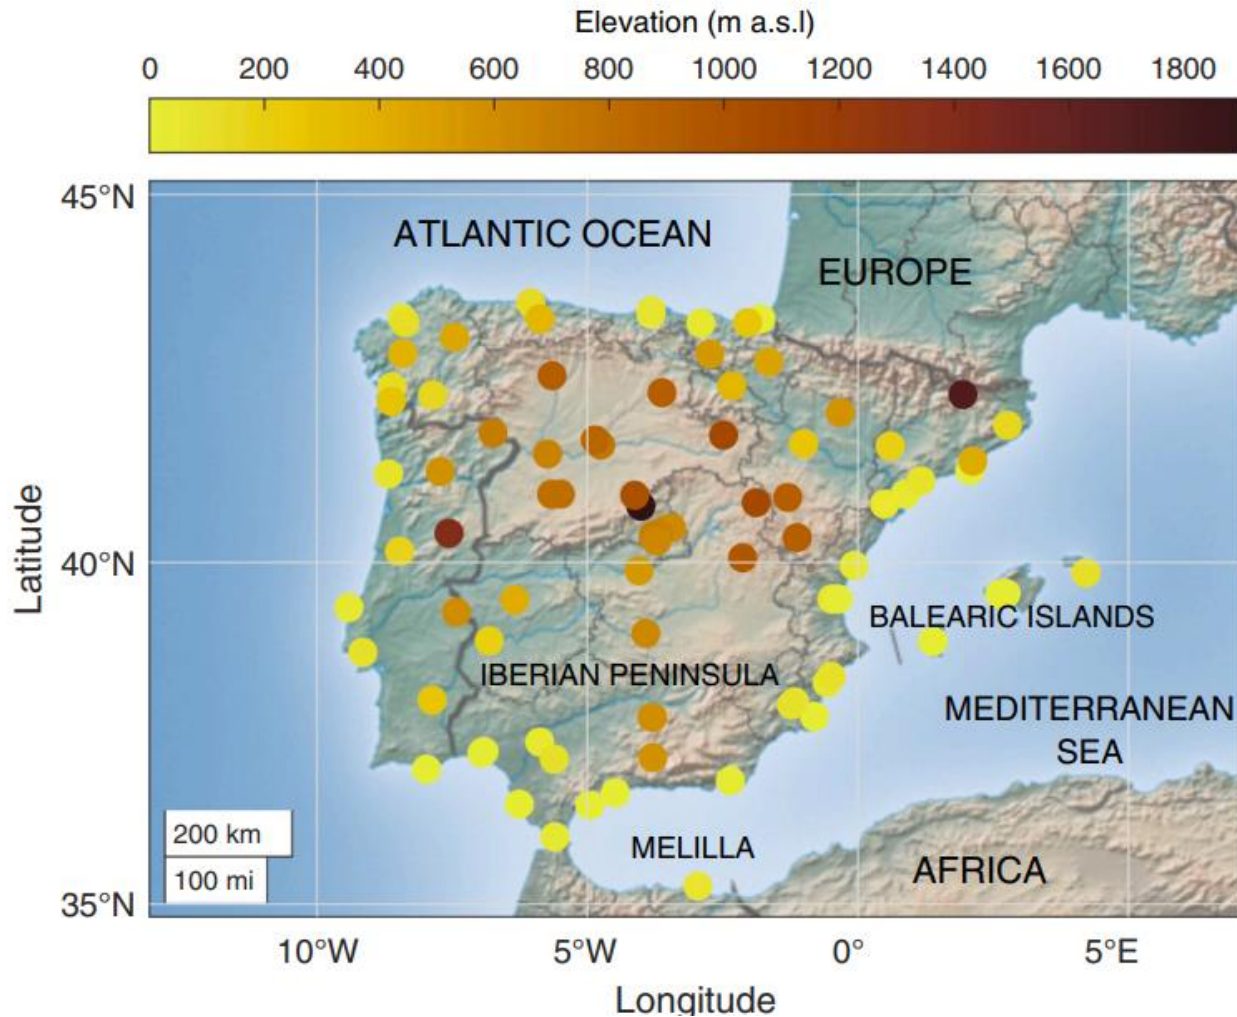 Elevation (m a.s.l)
0 200 400 600 800 1000 1200 1400 1600 1800
45°N
ATLANTIC OCEAN
EUROPE
40°N
BALEARIC ISLANDS
IBERIAN PENINSULA
MEDITERRANEAN
SEA
200 km
MELILLA
100 mi
AFRICA
35°N
10°W 5°W 0° 5°E
Latitude
Longitude